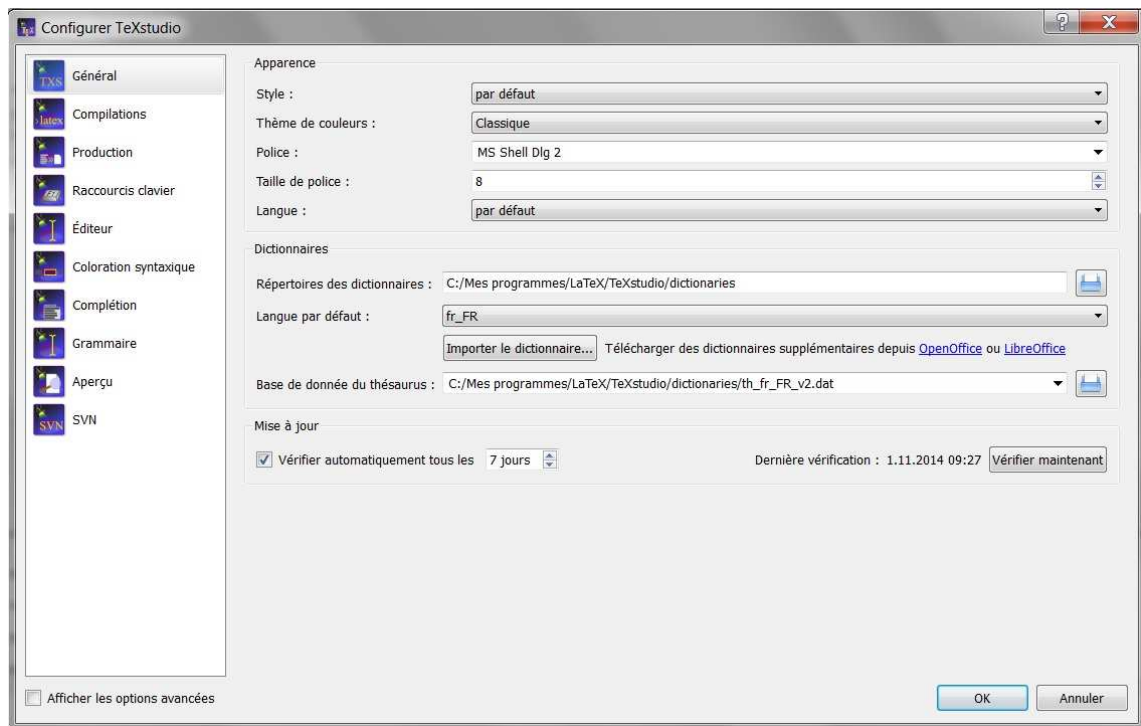 Configurer TeXstudio
Général
Compilations
Production
Raccourcis clavier
Éditeur
Coloration syntaxique
Complétion
Grammaire
Aperçu
SVN
Apparence
Style : par défaut
Thème de couleurs : Classique
Police : MS Shell Dlg 2
Taille de police : 8
Langue : par défaut
Dictionnaires
Répertoires des dictionnaires : C:/Mes programmes/LaTeX/TeXstudio/dictionaries
Langue par défaut : fr_FR
Importer le dictionnaire... Télécharger des dictionnaires supplémentaires depuis OpenOffice ou LibreOffice
Base de donnée du thésaurus : C:/Mes programmes/LaTeX/TeXstudio/dictionaries/th_fr_FR_v2.dat
Mise à jour
Vérifier automatiquement tous les 7 jours Dernière vérification : 1.11.2014 09:27 Vérifier maintenant
Afficher les options avancées
OK Annuler